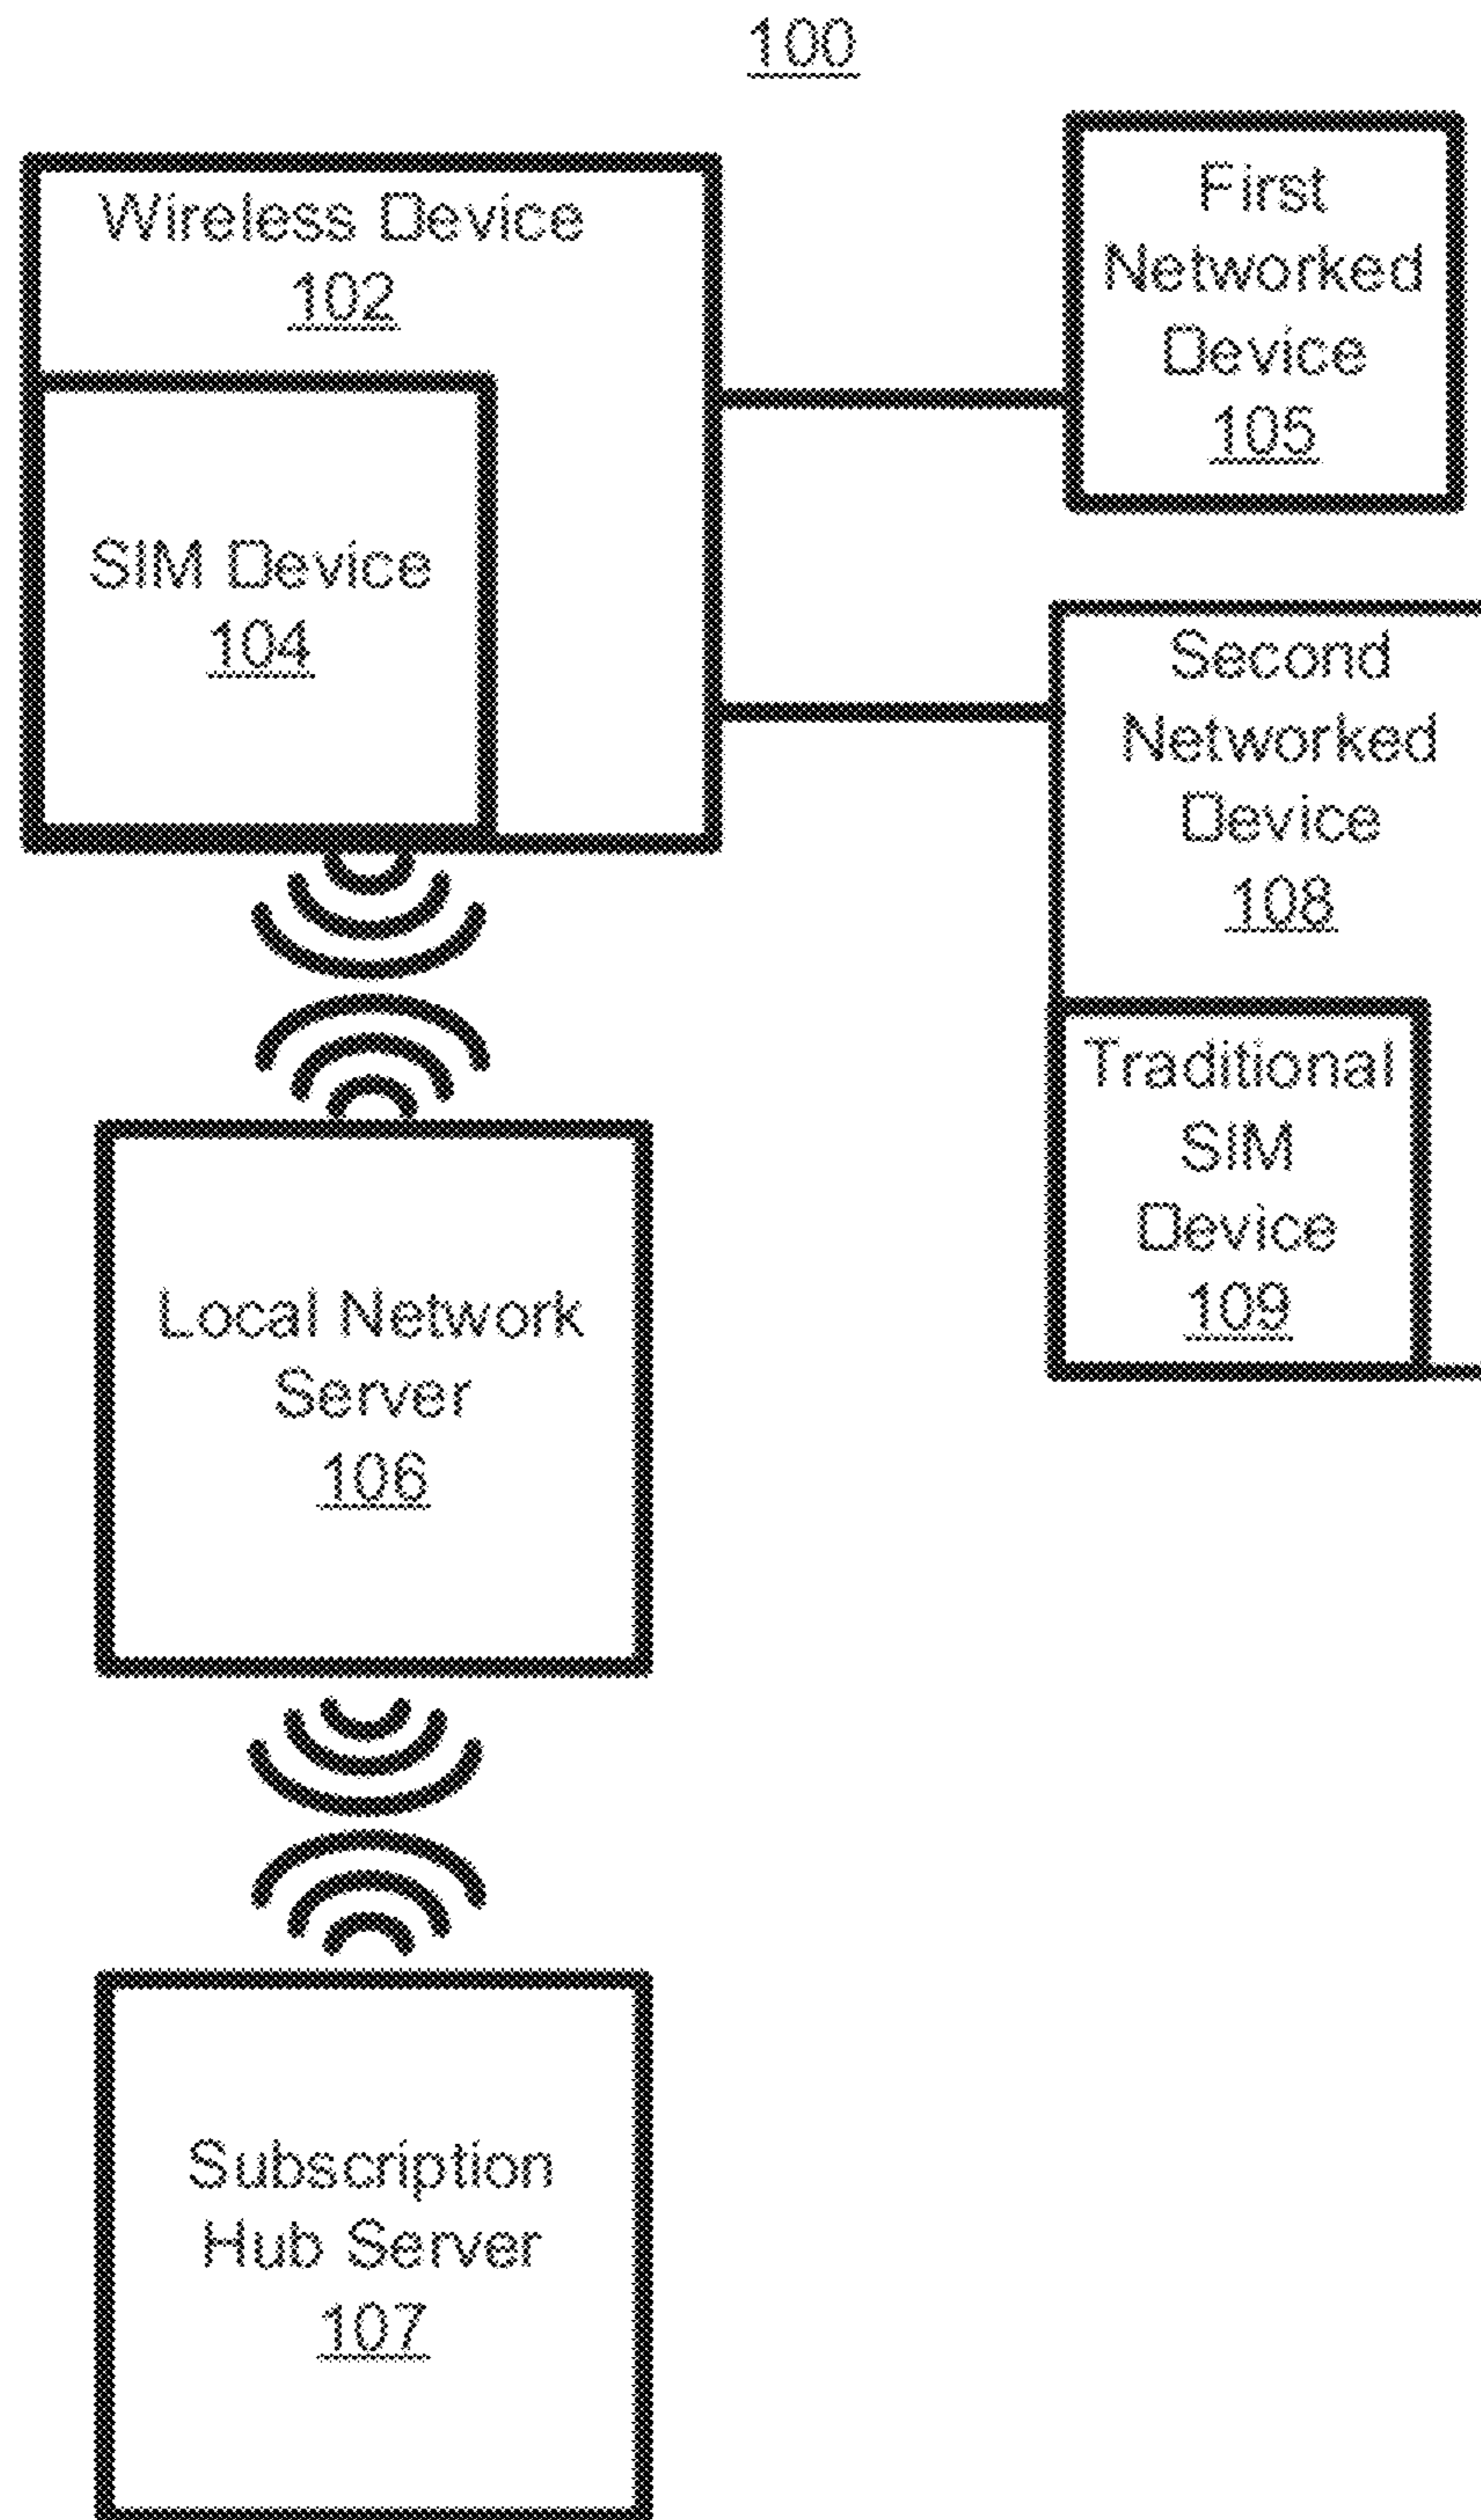 100
Wireless Device
102
SIM Device
104
First
Networked
Device
105
Second
Networked
Device
108
Traditional
SIM
Device
109
Local Network
Server
106
Subscription
Hub Server
107